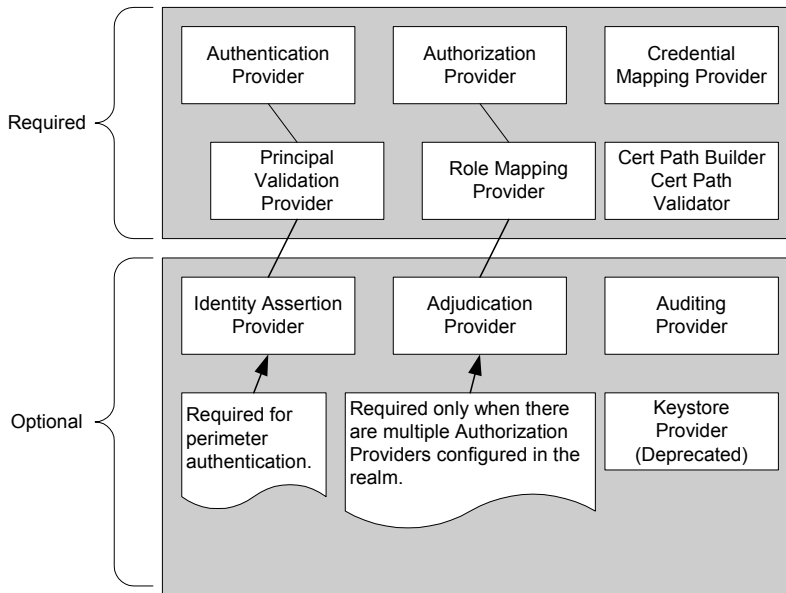 Required
Authentication
Provider
Authorization
Provider
Credential
Mapping Provider
Principal
Validation
Provider
Role Mapping
Provider
Cert Path Builder
Cert Path
Validator
Optional
Identity Assertion
Provider
Adjudication
Provider
Auditing
Provider
Required for
perimeter
authentication.
Required only when there
are multiple Authorization
Providers configured in the
realm.
Keystore
Provider
(Deprecated)